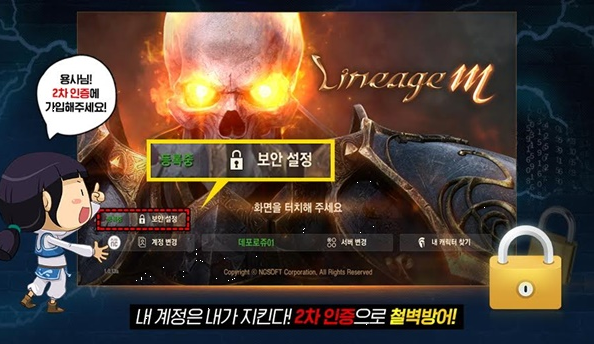 용사님!
2차 인증에
가입해주세요!
Lineage M
등록중 보안 설정
화면을 터치해 주세요
보안 설정
계정 변경 데포로쥬01 서버 변경 내 캐릭터 찾기
Copyright © NCSOFT Corporation, All Rights Reserved
내 계정은 내가 지킨다! 2차 인증으로 철벽방어!